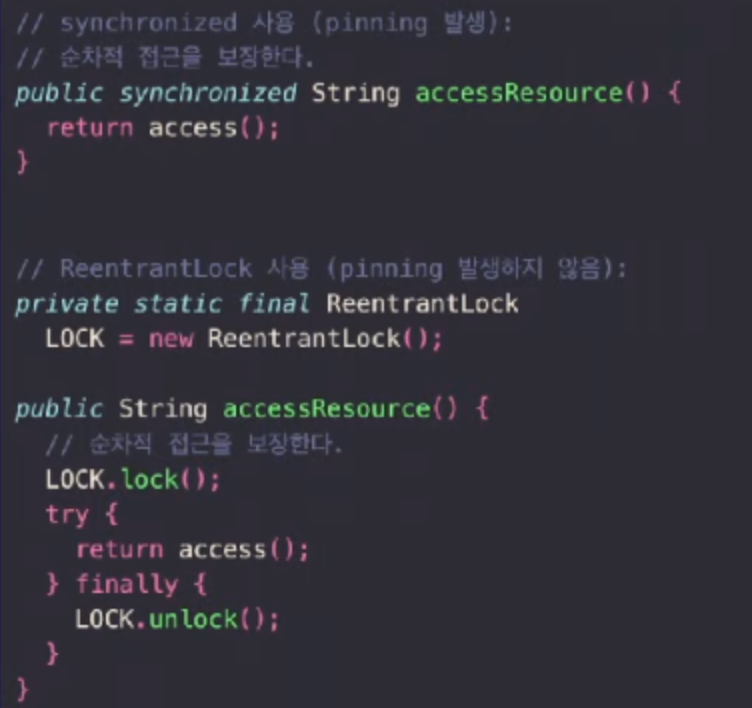 // synchronized 사용 (pinning 발생):
// 순차적 접근을 보장한다.
public synchronized String accessResource() {
  return access();
}
// ReentrantLock 사용 (pinning 발생하지 않음):
private static final ReentrantLock
  LOCK = new ReentrantLock();
public String accessResource() {
  // 순차적 접근을 보장한다.
  LOCK.lock();
  try {
    return access();
  } finally {
    LOCK.unlock();
  }
}